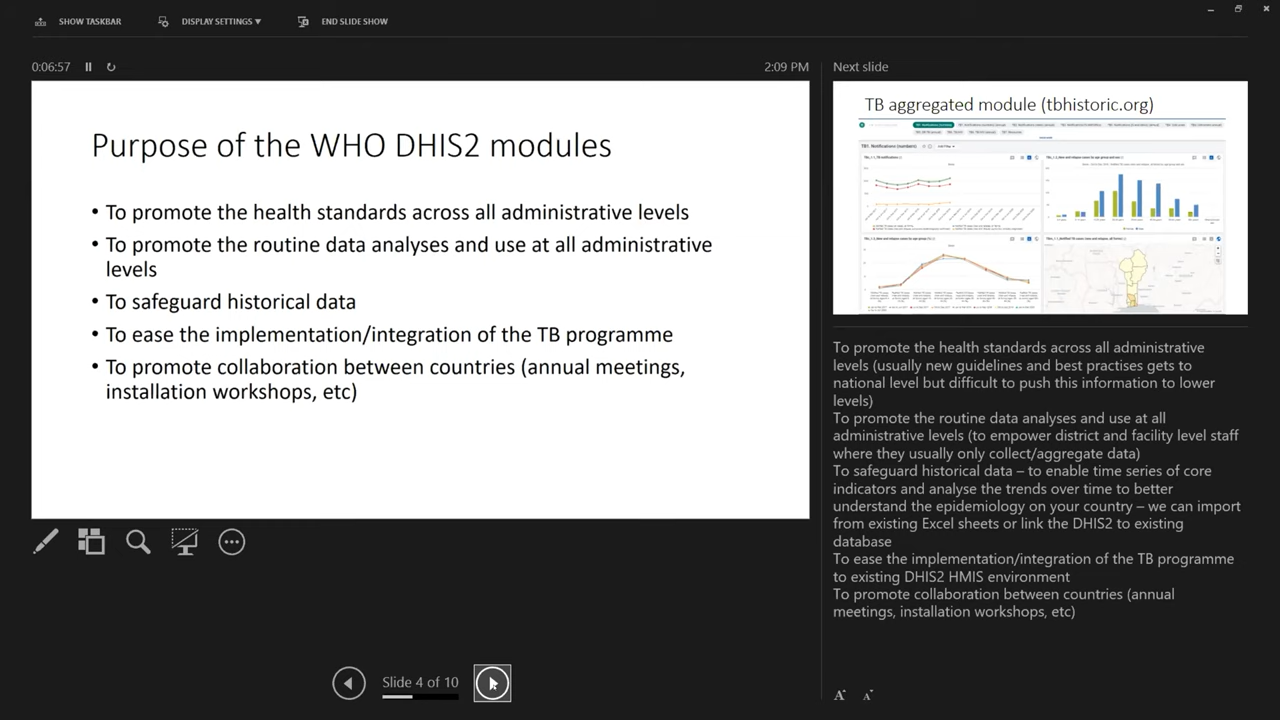 SHOW TASKBAR
DISPLAY SETTINGS ▼
END SLIDE SHOW
0:06:57
2:09 PM
Purpose of the WHO DHIS2 modules
• To promote the health standards across all administrative levels
• To promote the routine data analyses and use at all administrative
levels
• To safeguard historical data
• To ease the implementation/integration of the TB programme
• To promote collaboration between countries (annual meetings,
installation workshops, etc)
Slide 4 of 10
Next slide
TB aggregated module (tbhistoric.org)
TB1. Notifications (numbers)
To promote the health standards across all administrative
levels (usually new guidelines and best practises gets to
national level but difficult to push this information to lower
levels)
To promote the routine data analyses and use at all
administrative levels (to empower district and facility level staff
where they usually only collect/aggregate data)
To safeguard historical data – to enable time series of core
indicators and analyse the trends over time to better
understand the epidemiology on your country – we can import
from existing Excel sheets or link the DHIS2 to existing
database
To ease the implementation/integration of the TB programme
to existing DHIS2 HMIS environment
To promote collaboration between countries (annual
meetings, installation workshops, etc)
A A